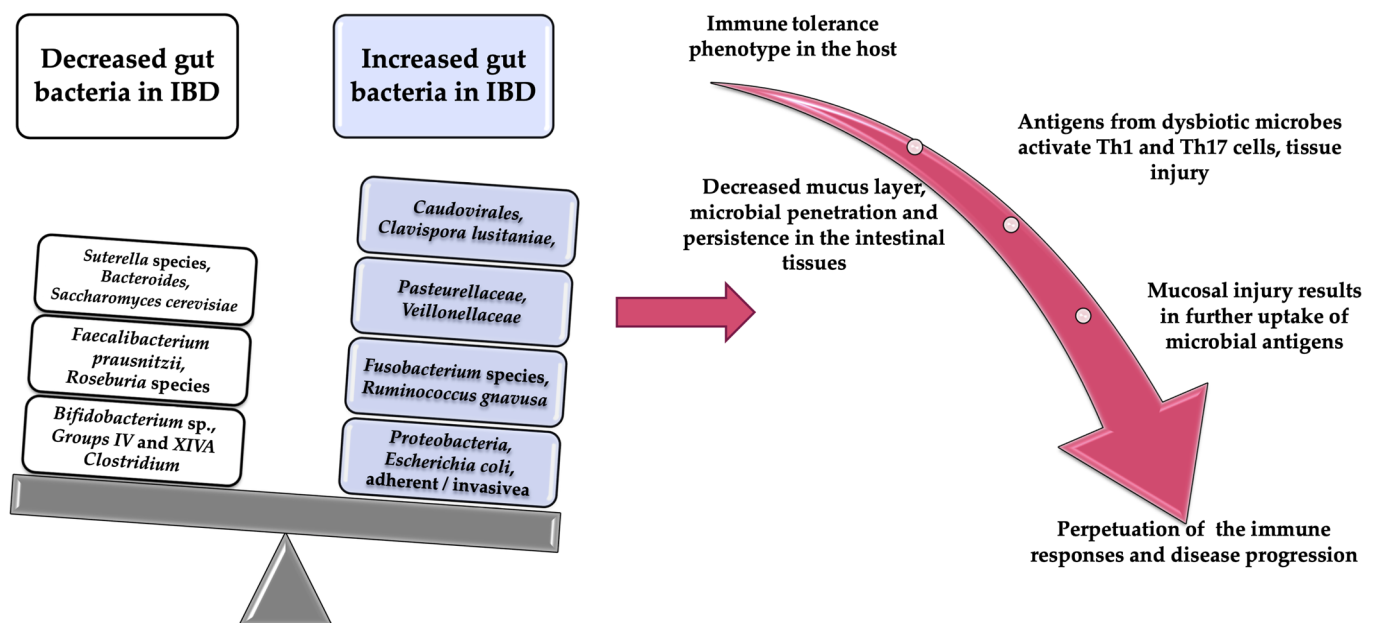 Decreased gut
bacteria in IBD
Increased gut
bacteria in IBD
Suterella species,
Bacteroides,
Saccharomyces cerevisiae
Faecalibacterium
prausnitzii,
Roseburia species
Bifidobacterium sp.,
Groups IV and XIVA
Clostridium
Caudovirales,
Clavispora lusitaniae,
Pasteurellaceae,
Veillonellaceae
Fusobacterium species,
Ruminococcus gnavusa
Proteobacteria,
Escherichia coli,
adherent / invasivea
Immune tolerance
phenotype in the host
Antigens from dysbiotic microbes
activate Th1 and Th17 cells, tissue
injury
Decreased mucus layer,
microbial penetration and
persistence in the intestinal
tissues
Mucosal injury results
in further uptake of
microbial antigens
Perpetuation of the immune
responses and disease progression